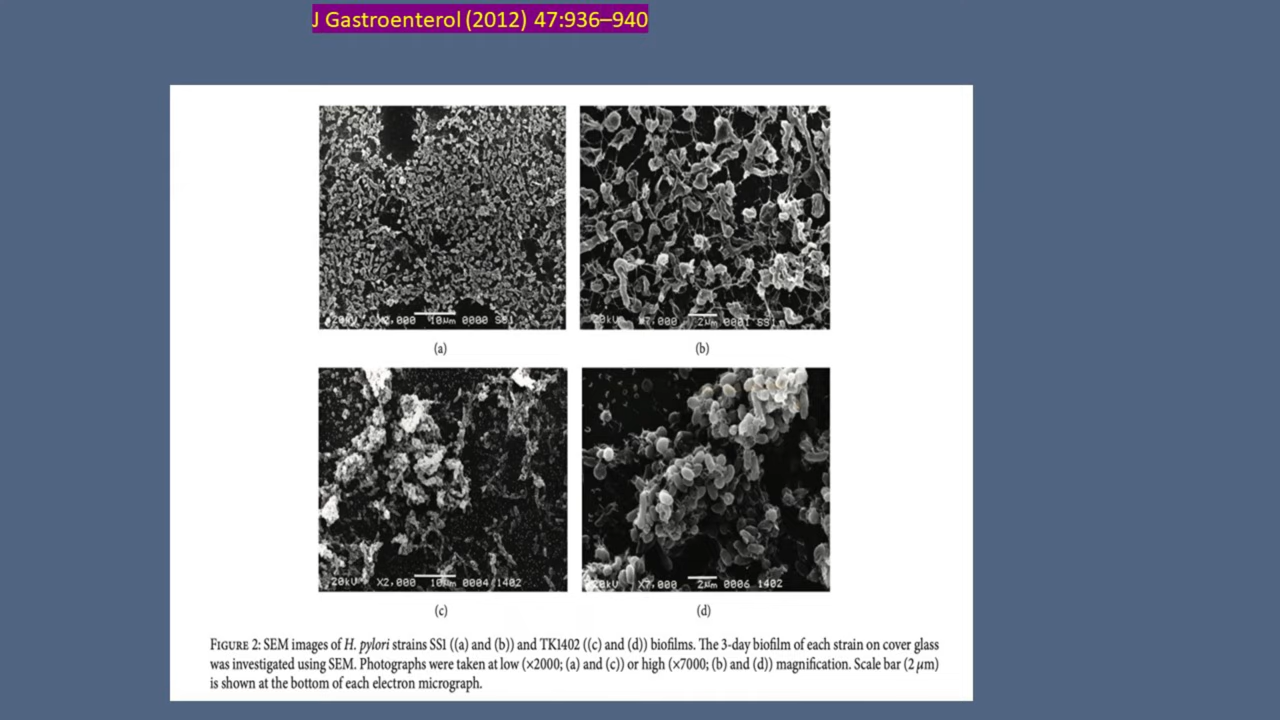 J Gastroenterol (2012) 47:936–940
20kV X2,000 10µm 0000 SS1
20kV X7,000 2µm 0001 SS1
(a)
(b)
20kV X2,000 10µm 0004 1402
20kV X7,000 2µm 0006 1402
(c)
(d)
FIGURE 2: SEM images of H. pylori strains SS1 ((a) and (b)) and TK1402 ((c) and (d)) biofilms. The 3-day biofilm of each strain on cover glass
was investigated using SEM. Photographs were taken at low (×2000; (a) and (c)) or high (×7000; (b) and (d)) magnification. Scale bar (2 µm)
is shown at the bottom of each electron micrograph.